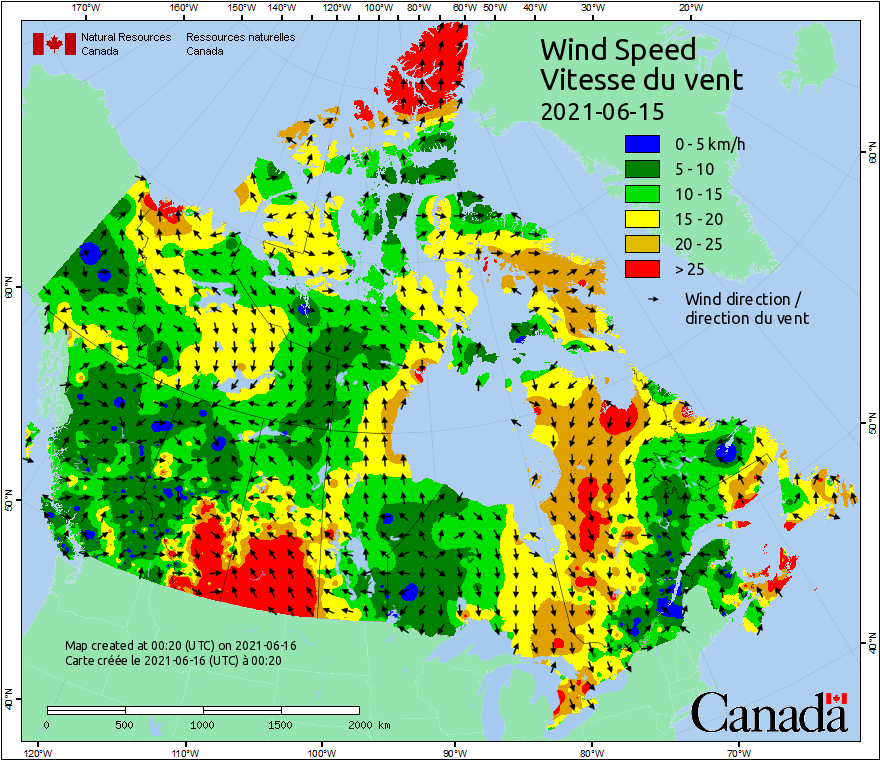 170°W 160°W 150°W 140°W 120°W 100°W 80°W 60°W 50°W 40°W 30°W 20°W
Natural Resources Ressources naturelles
Canada Canada
Wind Speed
Vitesse du vent
2021-06-15
0 - 5 km/h
5 - 10
10 - 15
15 - 20
20 - 25
> 25
Wind direction /
direction du vent
60°N
50°N
40°N
60°N
50°N
40°N
Map created at 00:20 (UTC) on 2021-06-16
Carte créée le 2021-06-16 (UTC) à 00:20
0 500 1000 1500 2000 km
Canada
120°W 110°W 100°W 90°W 80°W 70°W